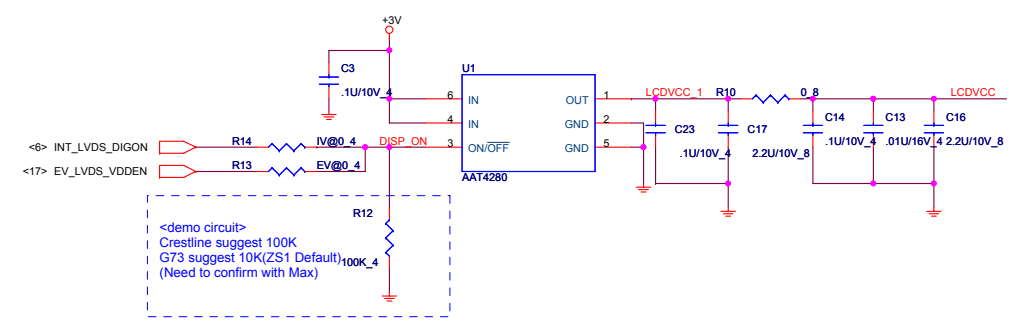 +3V
C3
.1U/10V_4
U1
6 IN OUT 1 LCDVCC_1 R10 0_8 LCDVCC
4 IN GND 2 C23 C17 C14 C13 C16
.1U/10V_4 2.2U/10V_8 .1U/10V_4 .01U/16V_4 2.2U/10V_8
<6> INT_LVDS_DIGON R14 IV@0_4 DISP_ON 3 ON/OFF GND 5
<17> EV_LVDS_VDDEN R13 EV@0_4
AAT4280
R12
100K_4
<demo circuit>
Crestline suggest 100K
G73 suggest 10K(ZS1 Default)
(Need to confirm with Max)